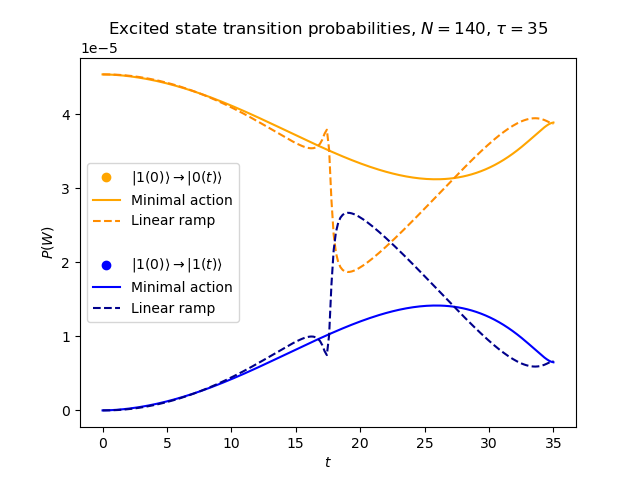 Excited state transition probabilities, N = 140, τ = 35
1e−5
4
3
2
1
0
P(W)
|1(0)⟩ → |0(t)⟩
Minimal action
Linear ramp
|1(0)⟩ → |1(t)⟩
Minimal action
Linear ramp
0 5 10 15 20 25 30 35
t